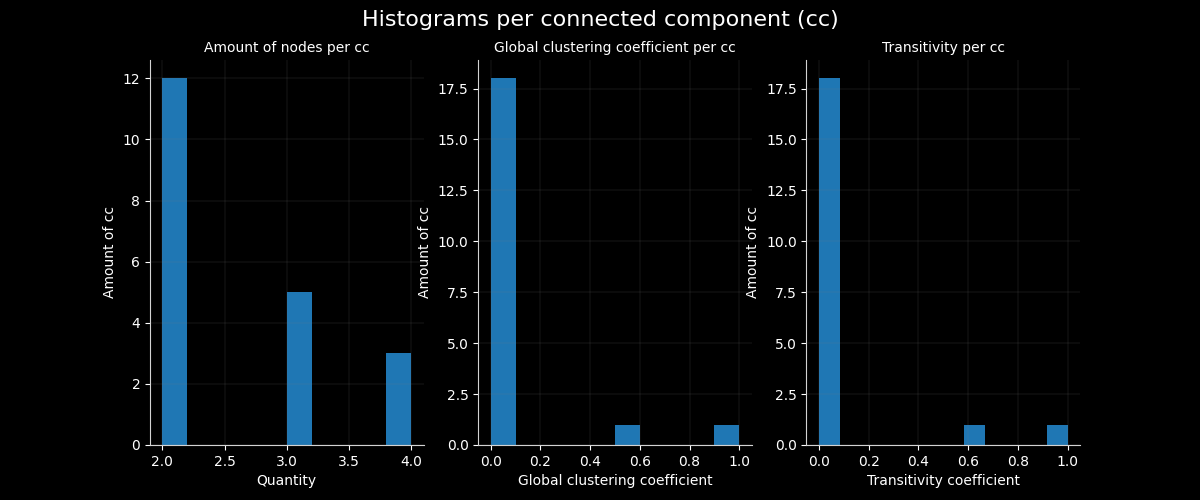 Histograms per connected component (cc)
Amount of nodes per cc
12
10
8
6
4
2
0
2.0 2.5 3.0 3.5 4.0
Quantity
Amount of cc
Global clustering coefficient per cc
17.5
15.0
12.5
10.0
7.5
5.0
2.5
0.0
0.0 0.2 0.4 0.6 0.8 1.0
Global clustering coefficient
Amount of cc
Transitivity per cc
17.5
15.0
12.5
10.0
7.5
5.0
2.5
0.0
0.0 0.2 0.4 0.6 0.8 1.0
Transitivity coefficient
Amount of cc